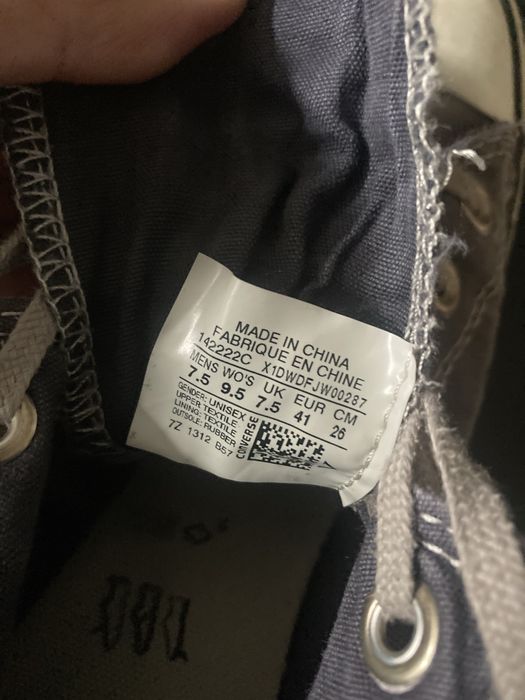 MADE IN CHINA
FABRIQUE EN CHINE
142222C X1DWDFJW00287
MENS WO'S UK EUR CM
7.5 9.5 7.5 41 26
GENDER: UNISEX
UPPER: TEXTILE
LINING: TEXTILE
OUTSOLE: RUBBER
7Z 1312 B57
CONVERSE